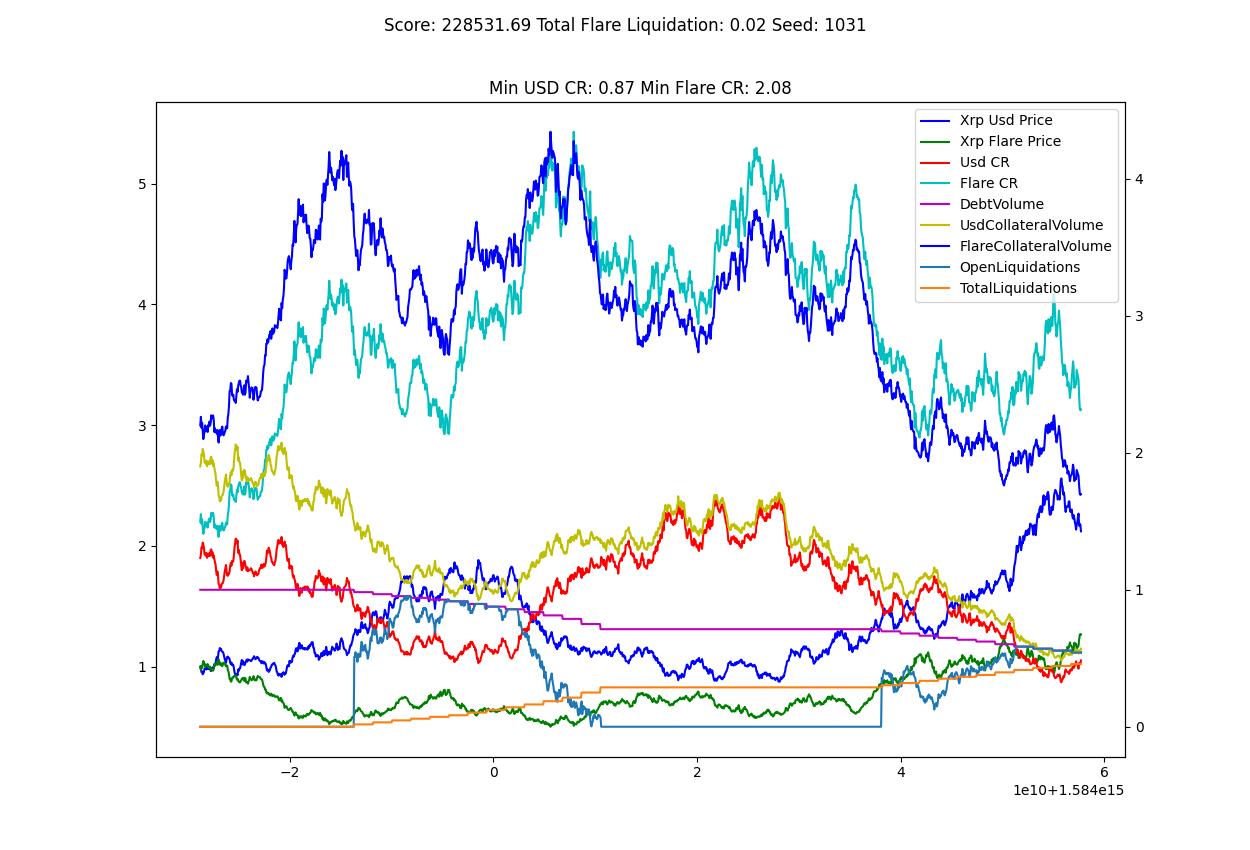 Score: 228531.69 Total Flare Liquidation: 0.02 Seed: 1031
Min USD CR: 0.87 Min Flare CR: 2.08
Xrp Usd Price
Xrp Flare Price
Usd CR
Flare CR
DebtVolume
UsdCollateralVolume
FlareCollateralVolume
OpenLiquidations
TotalLiquidations
5
4
3
2
1
4
3
2
1
0
−2
0
2
4
6
1e10+1.584e15